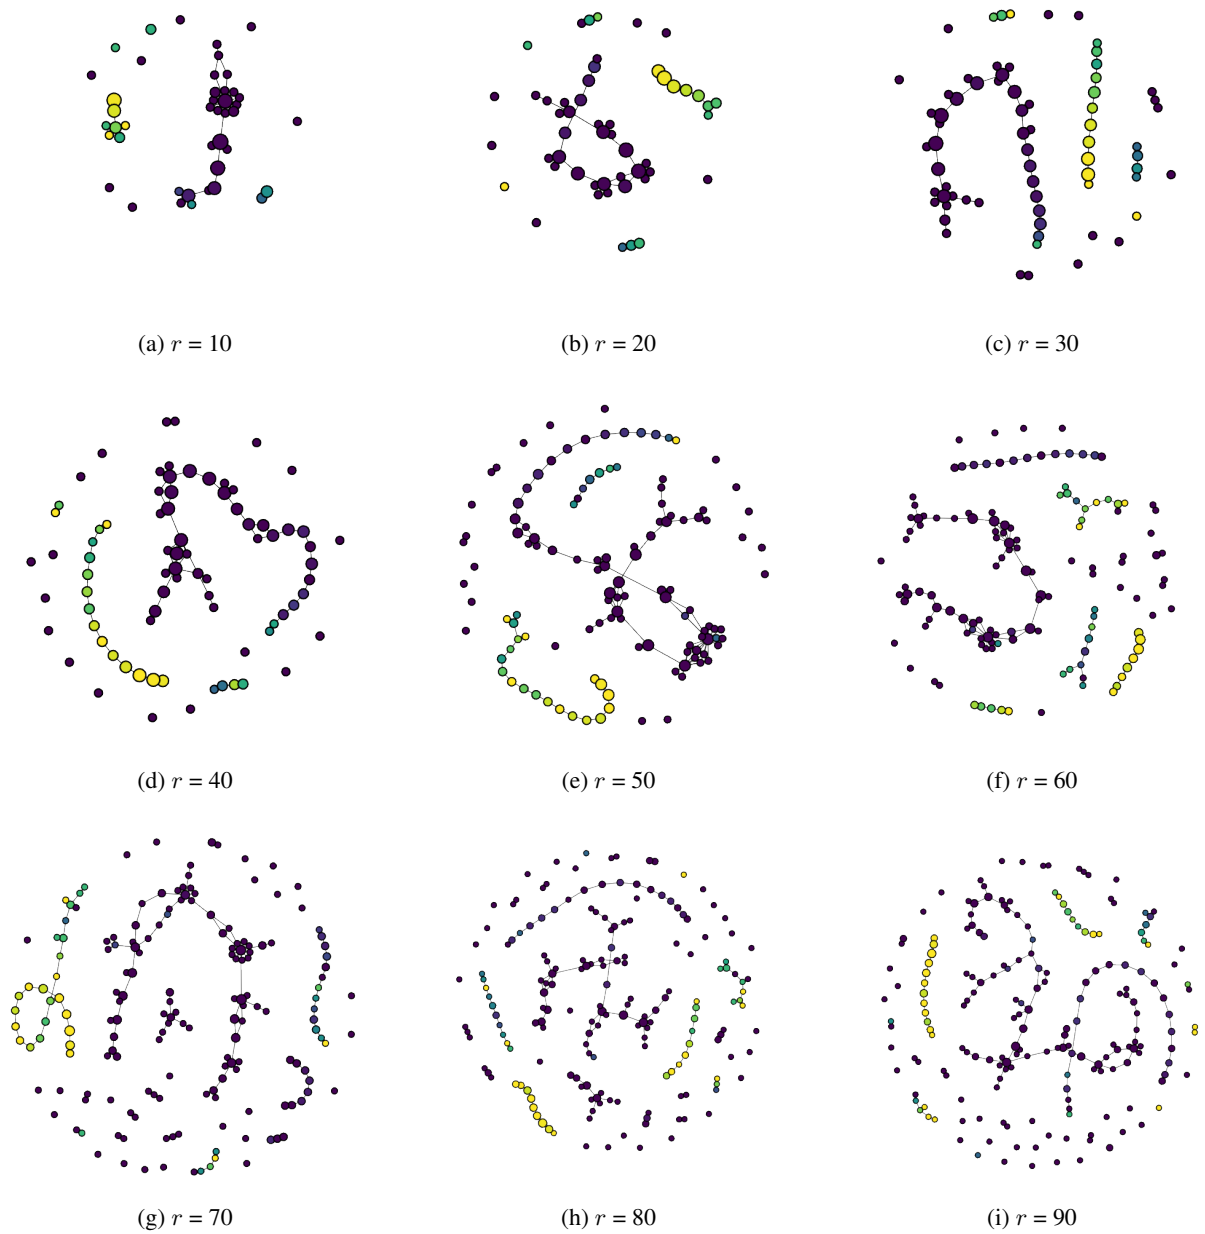 (a) r = 10
(b) r = 20
(c) r = 30
(d) r = 40
(e) r = 50
(f) r = 60
(g) r = 70
(h) r = 80
(i) r = 90